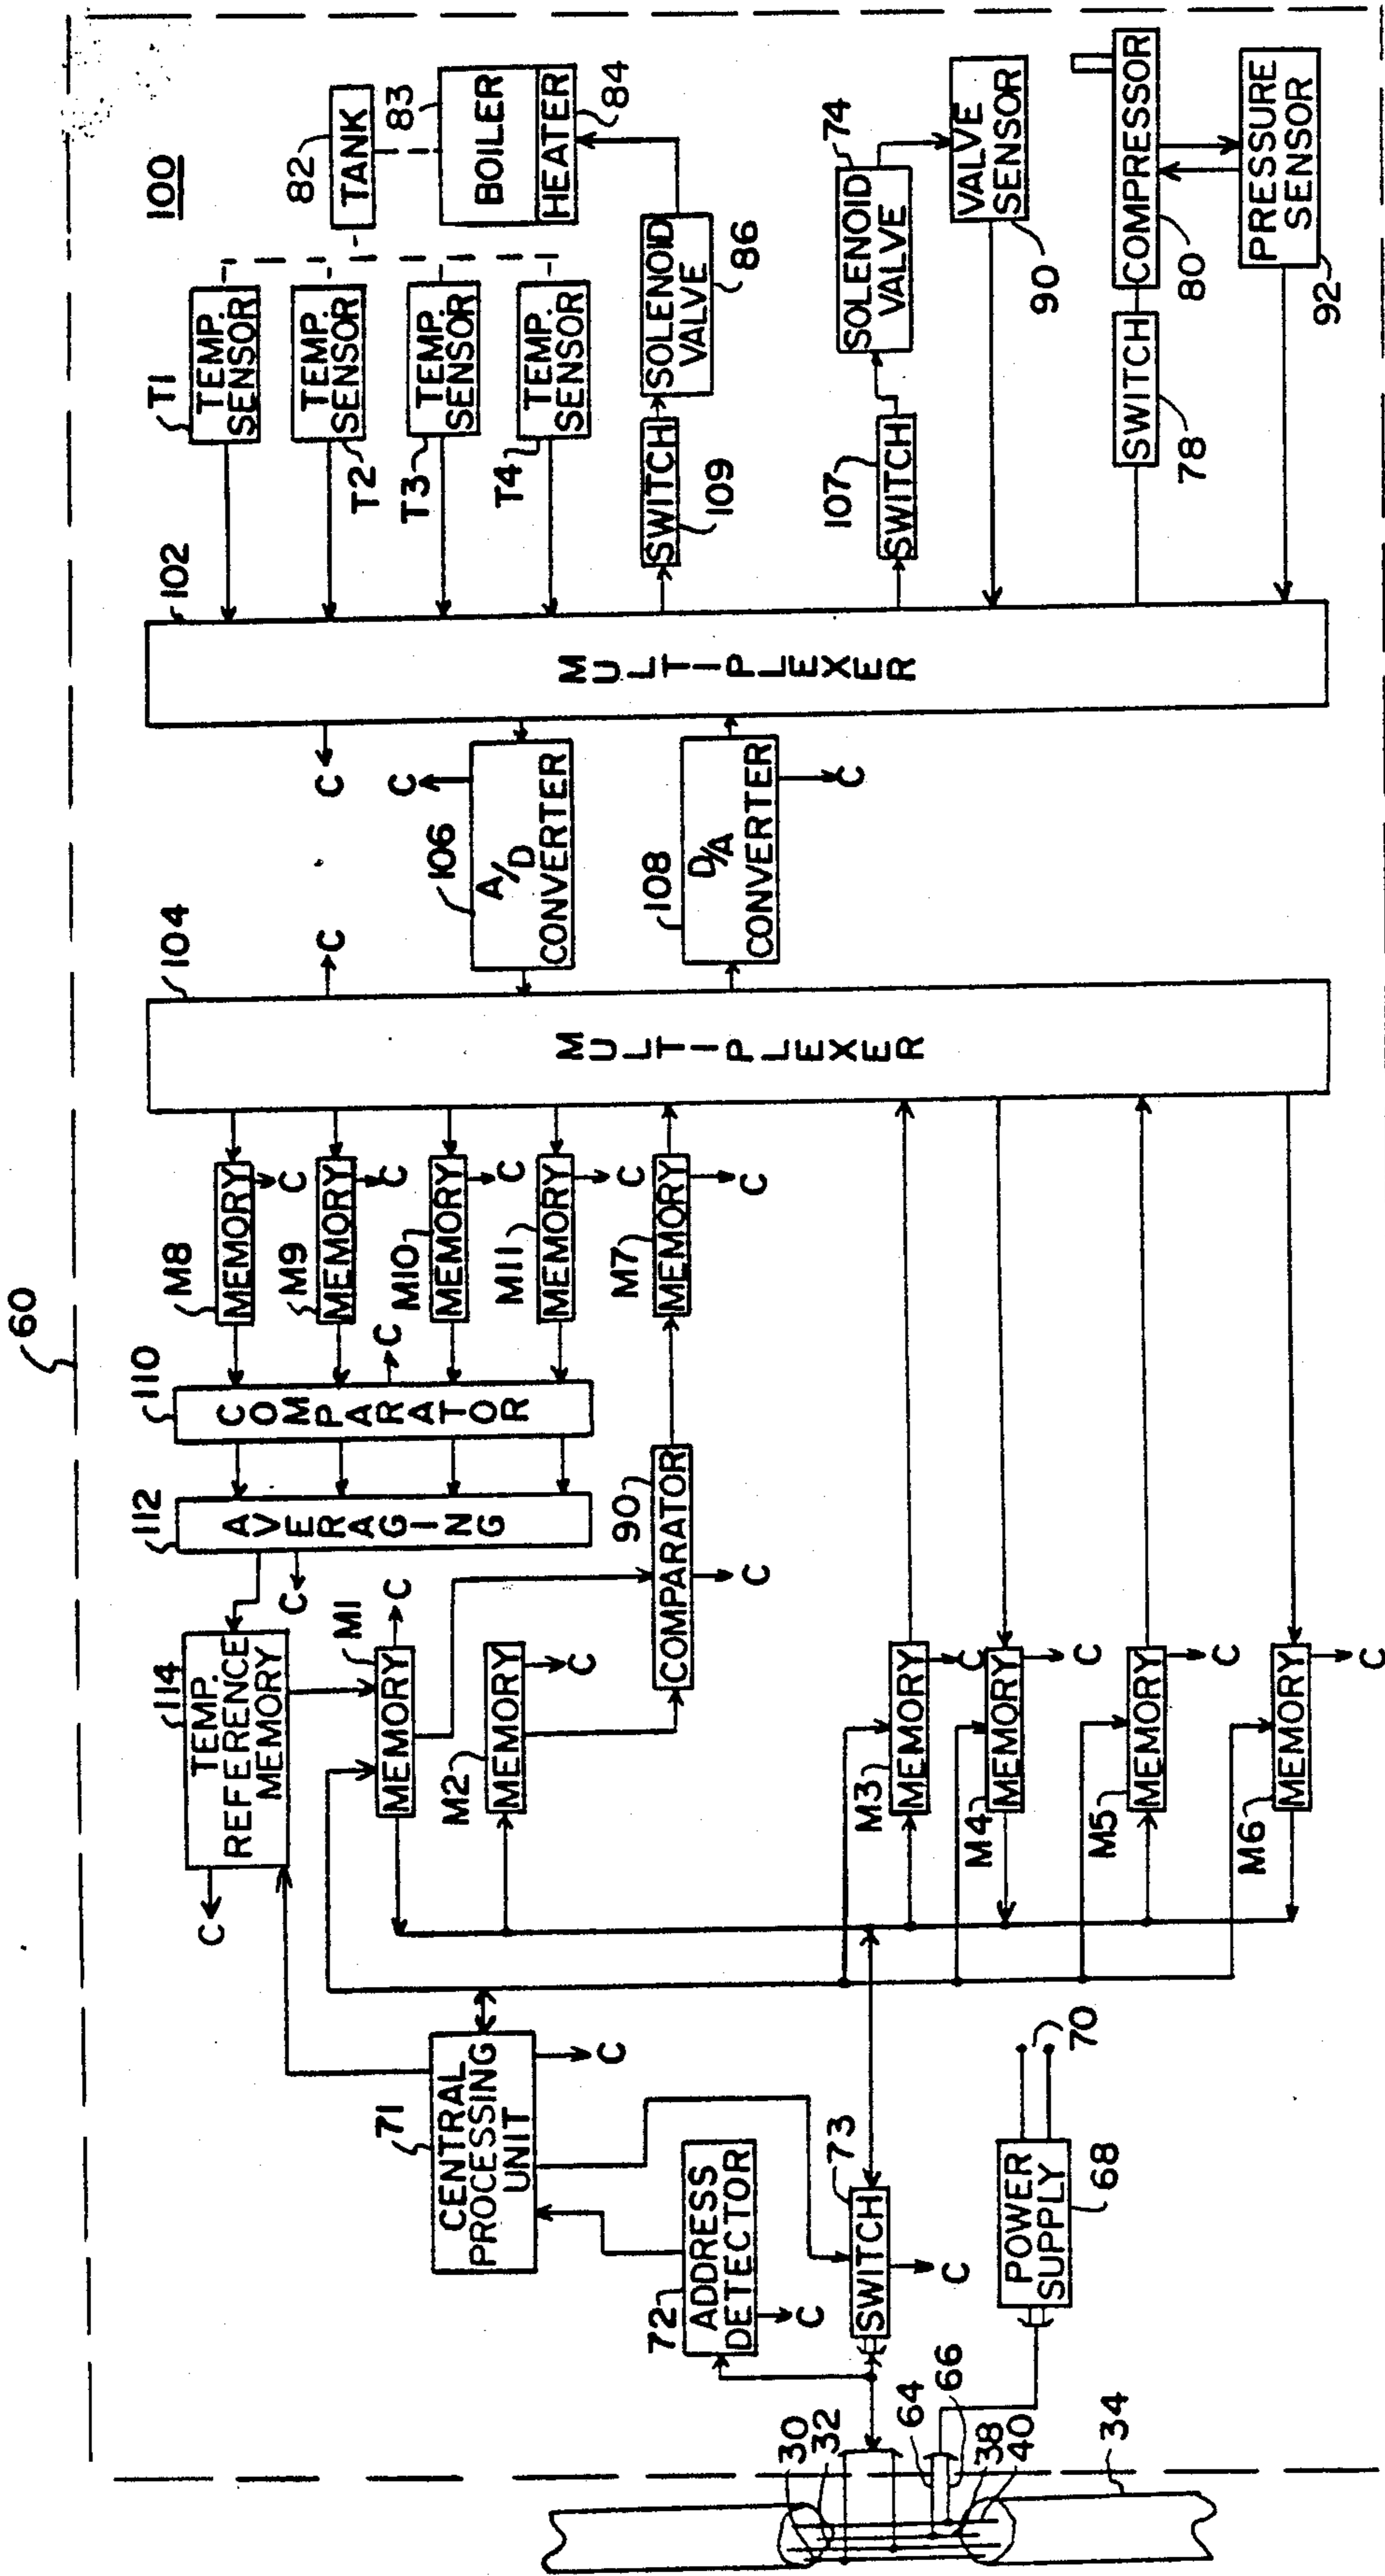 60
100
T1
TEMP.
SENSOR
TEMP.
SENSOR
T2
TEMP.
SENSOR
T3
TEMP.
SENSOR
T4
82
TANK
83
BOILER
HEATER
84
SWITCH
109
SOLENOID
VALVE
86
107
SWITCH
SOLENOID
VALVE
74
VALVE
SENSOR
90
SWITCH
78
COMPRESSOR
80
PRESSURE
SENSOR
92
102
MULTIPLEXER
C
C
106
A/D
CONVERTER
108
D/A
CONVERTER
C
104
C
MULTIPLEXER
M8
MEMORY
C
M9
MEMORY
C
M10
MEMORY
C
M11
MEMORY
C
M7
MEMORY
C
110
COMPARATOR
C
112
AVERAGING
C
90
COMPARATOR
C
114
TEMP.
REFERENCE
MEMORY
C
M1
MEMORY
C
M2
MEMORY
C
M3
MEMORY
C
M4
MEMORY
C
M5
MEMORY
C
M6
MEMORY
C
71
CENTRAL
PROCESSING
UNIT
C
72
ADDRESS
DETECTOR
C
73
SWITCH
C
POWER
SUPPLY
68
70
30
32
64
66
38
40
34